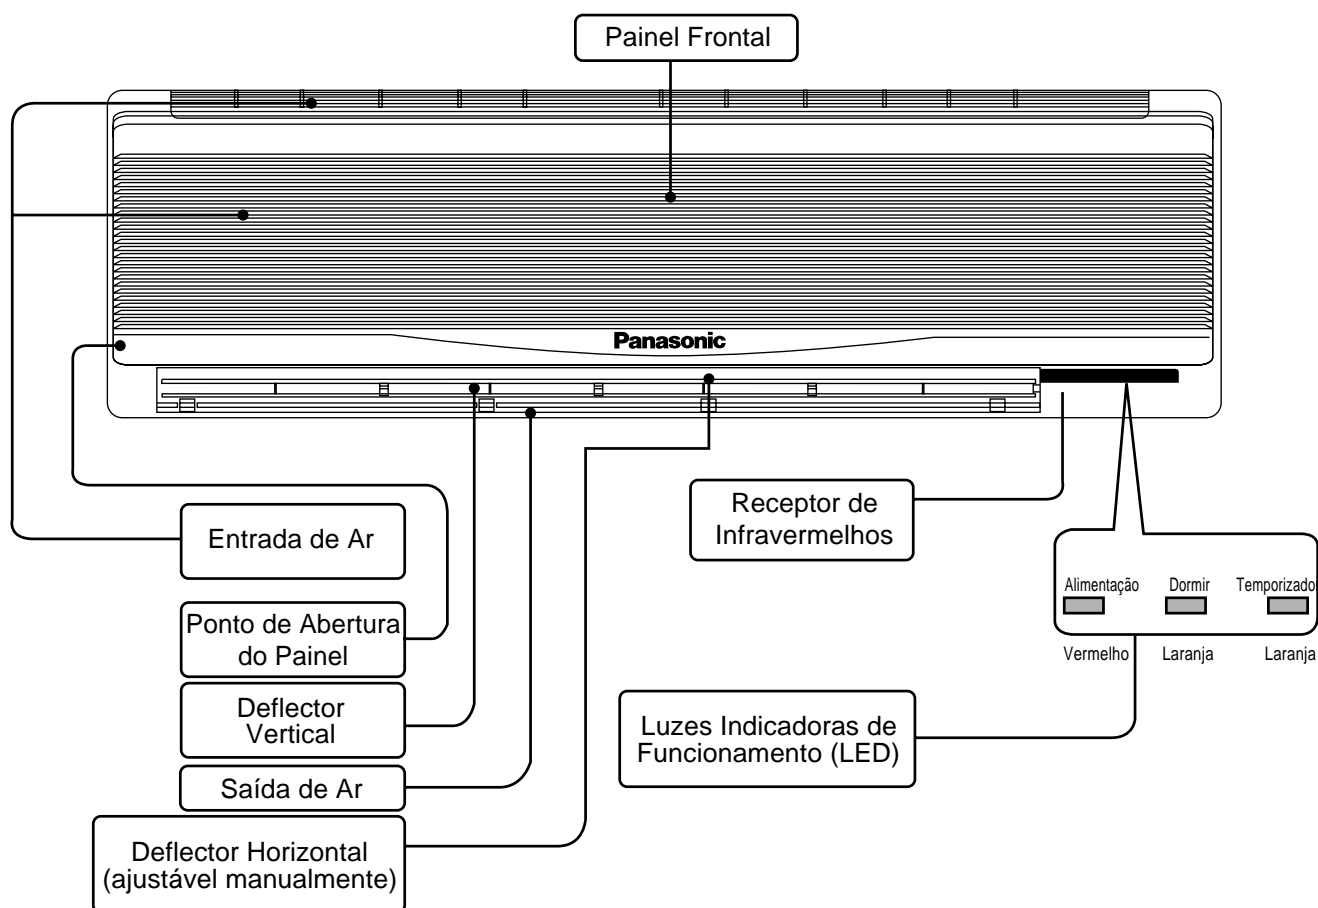 Painel Frontal
Panasonic
Receptor de
Infravermelhos
Entrada de Ar
Alimentação Dormir Temporizador
Vermelho Laranja Laranja
Ponto de Abertura
do Painel
Deflector
Vertical
Luzes Indicadoras de
Funcionamento (LED)
Saída de Ar
Deflector Horizontal
(ajustável manualmente)